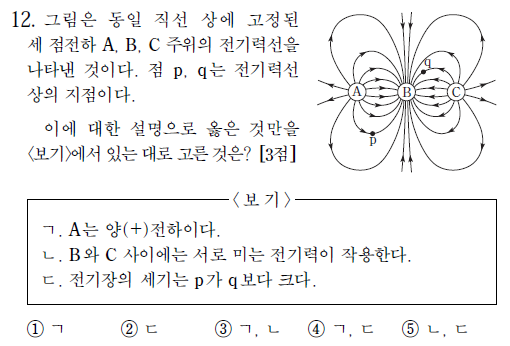 12. 그림은 동일 직선 상에 고정된
세 점전하 A, B, C 주위의 전기력선을
나타낸 것이다. 점 p, q는 전기력선
상의 지점이다.
이에 대한 설명으로 옳은 것만을
<보기>에서 있는 대로 고른 것은? [3점]
q
A B C
p
<보 기>
ㄱ. A는 양(+)전하이다.
ㄴ. B와 C 사이에는 서로 미는 전기력이 작용한다.
ㄷ. 전기장의 세기는 p가 q보다 크다.
① ㄱ ② ㄷ ③ ㄱ, ㄴ ④ ㄱ, ㄷ ⑤ ㄴ, ㄷ